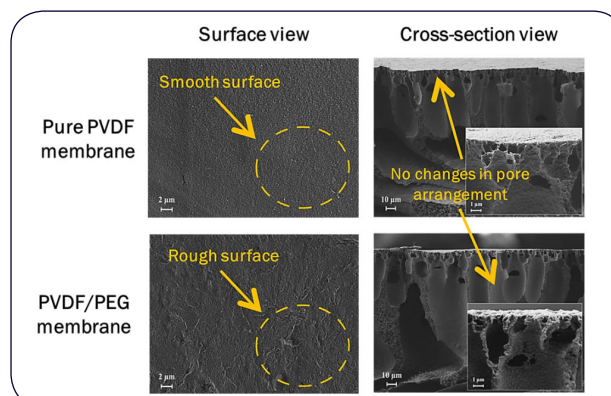 Surface view
Cross-section view
Pure PVDF
membrane
Smooth surface
2 μm
No changes in pore
arrangement
10 μm
1 μm
PVDF/PEG
membrane
Rough surface
2 μm
10 μm
1 μm